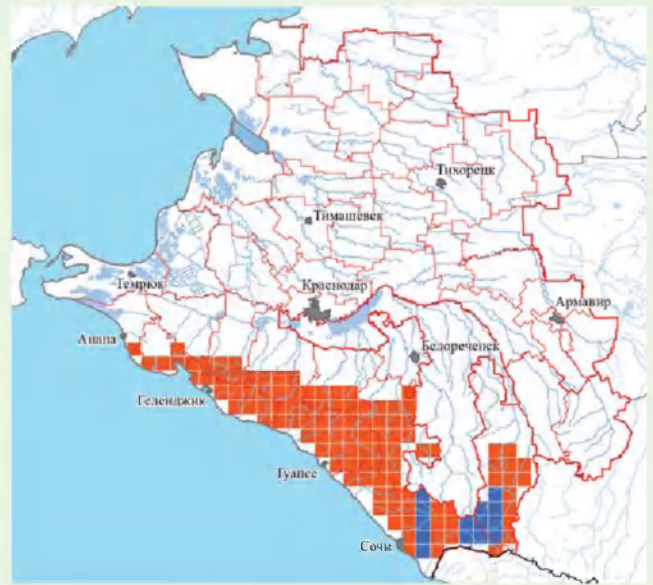 Тихорецк
Тимашевск
Темрюк
Краснодар
Армавир
Анапа
Белореченск
Геленджик
Туапсе
Сочи